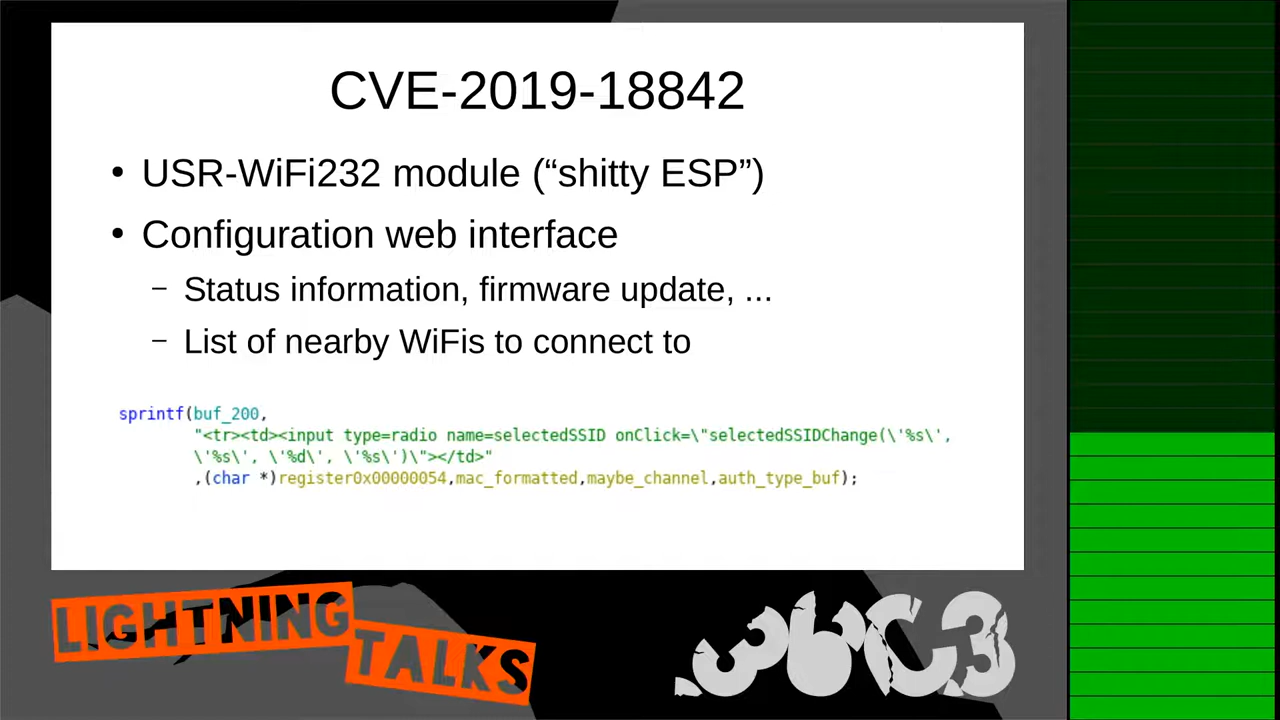 CVE-2019-18842
• USR-WiFi232 module (“shitty ESP”)
• Configuration web interface
– Status information, firmware update, ...
– List of nearby WiFis to connect to
sprintf(buf_200,
"<tr><td><input type=radio name=selectedSSID onClick=\"selectedSSIDChange(\'%s\',
\'%s\', \'%d\', \'%s\')\"></td>"
,(char *)register0x00000054,mac_formatted,maybe_channel,auth_type_buf);
LIGHTNING
TALKS
36C3